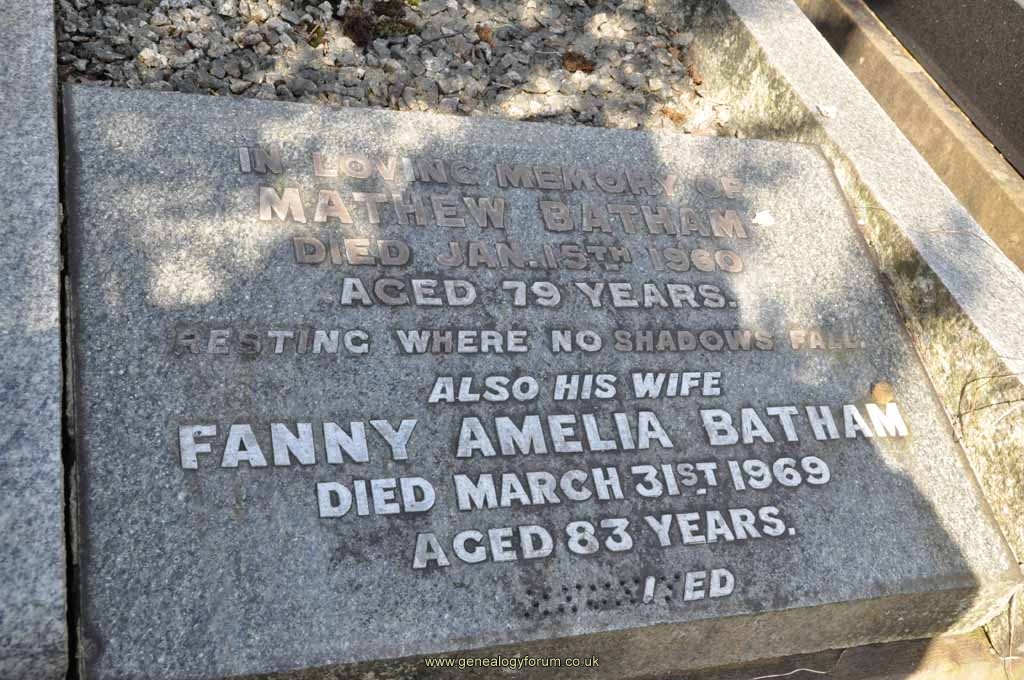 IN LOVING MEMORY OF
MATHEW BATHAM
DIED JAN. 15TH 1960
AGED 79 YEARS.
RESTING WHERE NO SHADOWS FALL.
ALSO HIS WIFE
FANNY AMELIA BATHAM
DIED MARCH 31ST 1969
AGED 83 YEARS.
ED
www.genealogyforum.co.uk